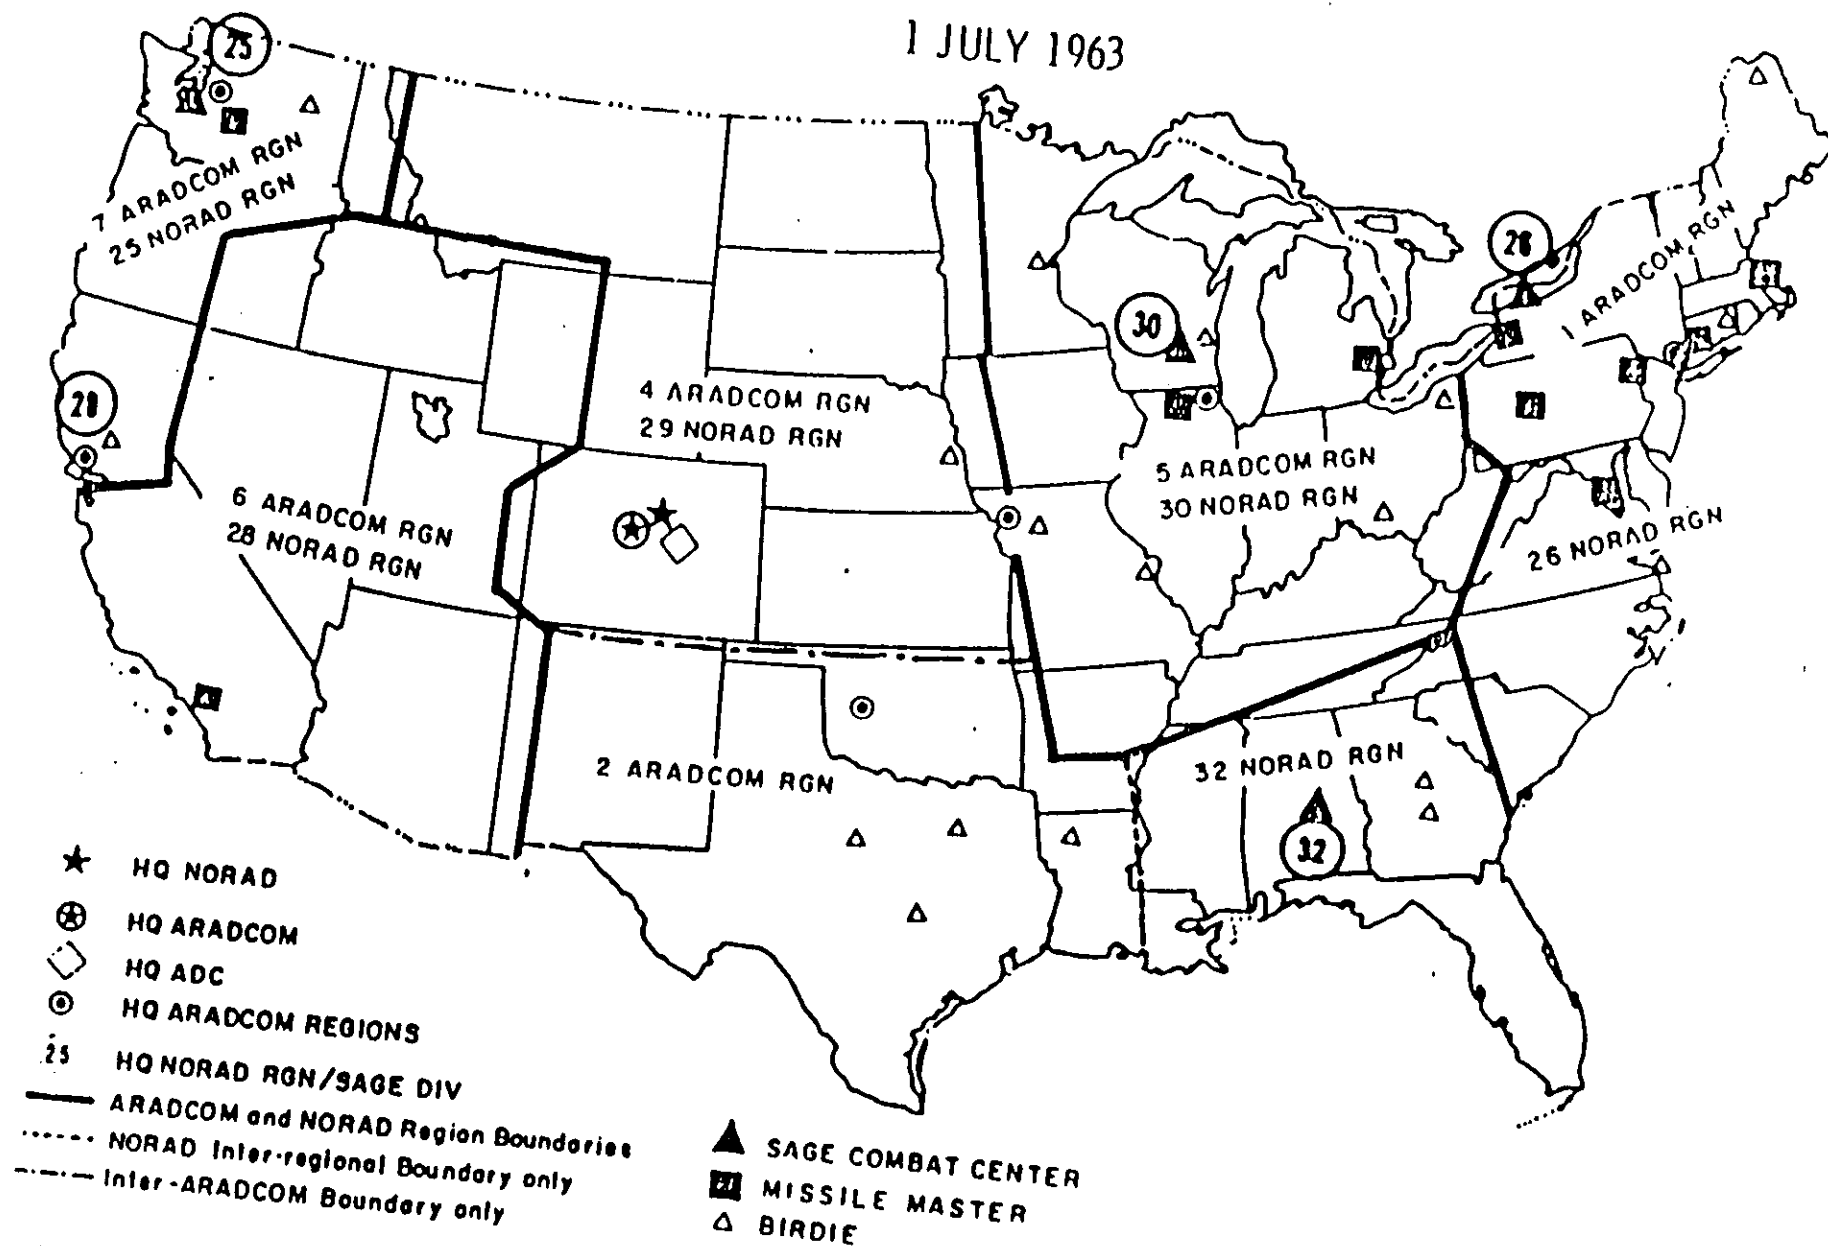 1 JULY 1963
25
7 ARADCOM RGN
25 NORAD RGN
28
30
1 ARADCOM RGN
4 ARADCOM RGN
29 NORAD RGN
5 ARADCOM RGN
30 NORAD RGN
6 ARADCOM RGN
28 NORAD RGN
26 NORAD RGN
2 ARADCOM RGN
32 NORAD RGN
32
HQ NORAD
HQ ARADCOM
HQ ADC
HQ ARADCOM REGIONS
25 HQ NORAD RGN/SAGE DIV
ARADCOM and NORAD Region Boundaries
NORAD Inter-regional Boundary only
Inter-ARADCOM Boundary only
SAGE COMBAT CENTER
MISSILE MASTER
BIRDIE